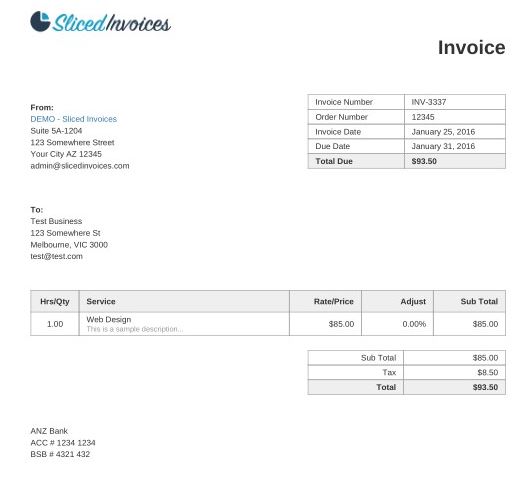 Sliced Invoices
Invoice
From:
DEMO - Sliced Invoices
Suite 5A-1204
123 Somewhere Street
Your City AZ 12345
admin@slicedinvoices.com
Invoice Number INV-3337
Order Number 12345
Invoice Date January 25, 2016
Due Date January 31, 2016
Total Due $93.50
To:
Test Business
123 Somewhere St
Melbourne, VIC 3000
test@test.com
Hrs/Qty Service Rate/Price Adjust Sub Total
1.00 Web Design $85.00 0.00% $85.00
This is a sample description...
Sub Total $85.00
Tax $8.50
Total $93.50
ANZ Bank
ACC # 1234 1234
BSB # 4321 432